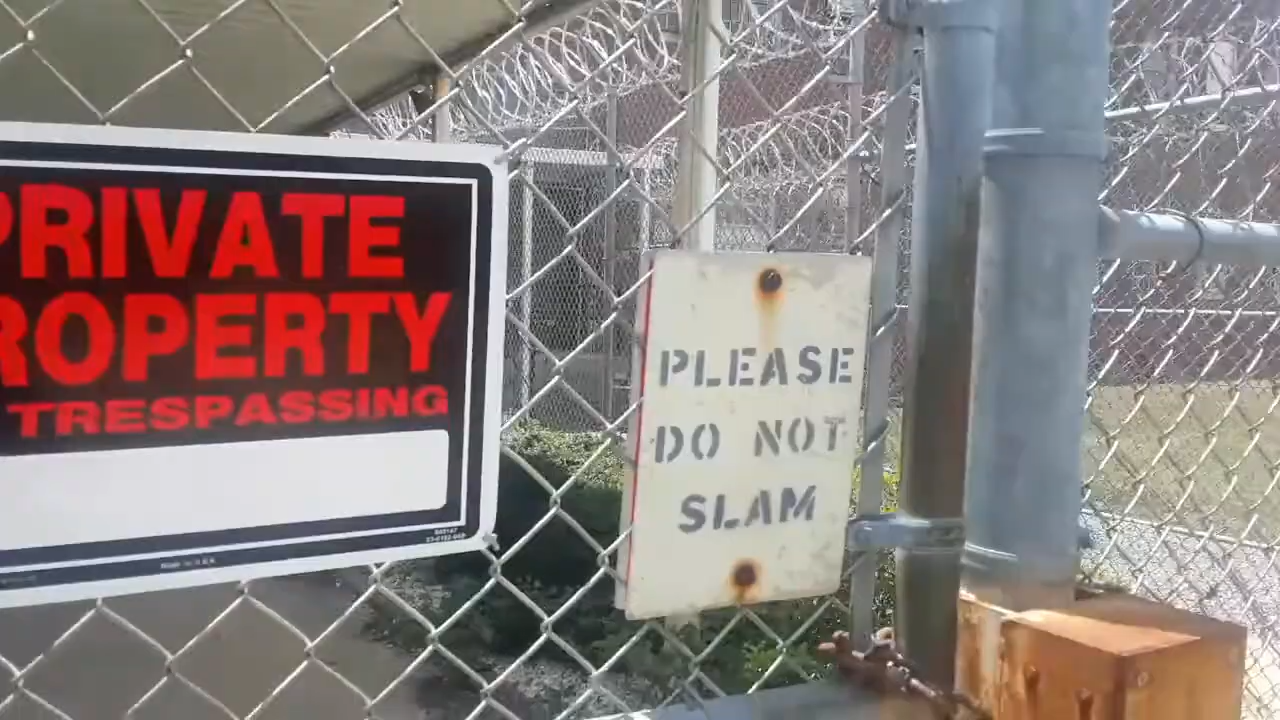 PRIVATE
ROPERTY
TRESPASSING
PLEASE
DO NOT
SLAM